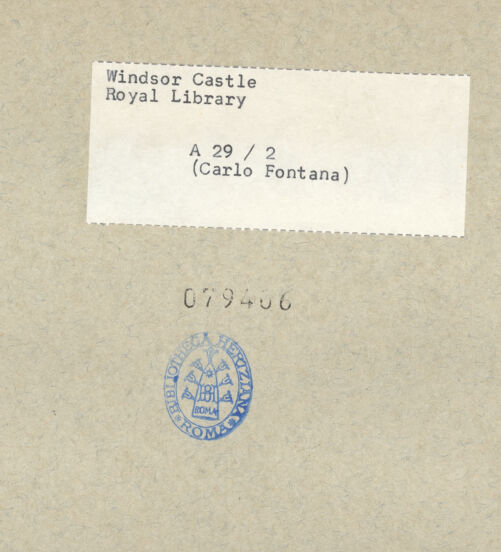 Windsor Castle
Royal Library
A 29 / 2
(Carlo Fontana)
079406
BIBLIOTHECA HERTZIANA
ROMA
*ROMA*